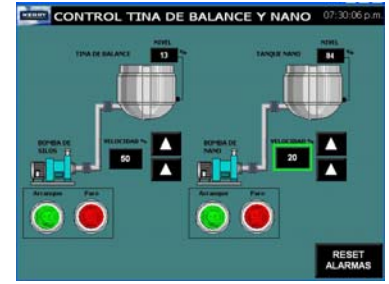 KERRY CONTROL TINA DE BALANCE Y NANO 07:30:06 p.m.
NIVEL NIVEL
TINA DE BALANCE 13 % TANQUE NANO 84 %
BOMBA DE SILOS VELOCIDAD % BOMBA DE NANO VELOCIDAD %
50 20
Arranque Paro Arranque Paro
RESET
ALARMAS